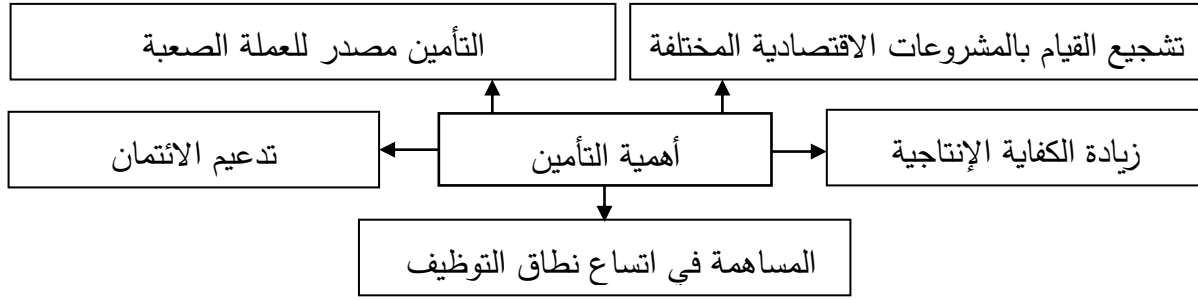 تشجيع القيام بالمشروعات الاقتصادية المختلفة
التأمين مصدر للعملة الصعبة
زيادة الكفاية الإنتاجية
أهمية التأمين
تدعيم الائتمان
المساهمة في اتساع نطاق التوظيف